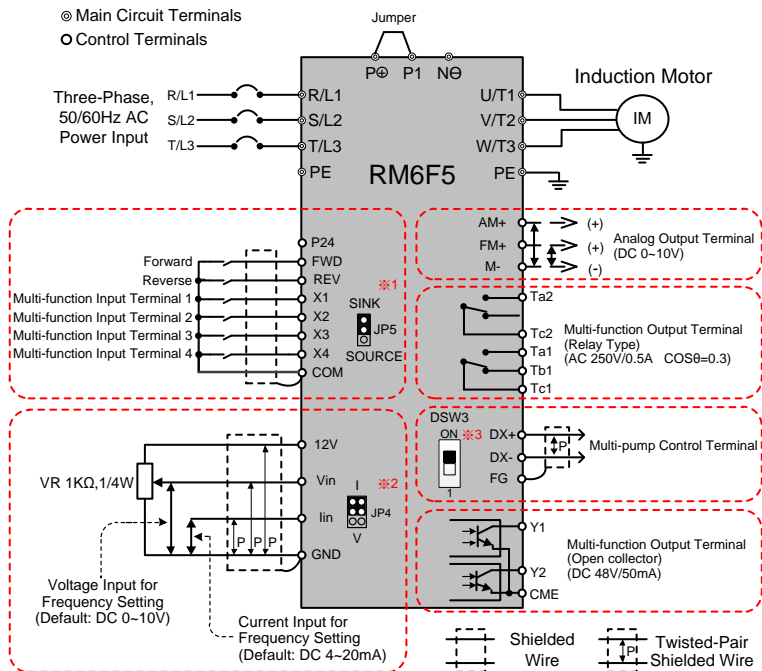 ◎ Main Circuit Terminals
O Control Terminals
Jumper
P⊕ P1 N⊖
Three-Phase,
50/60Hz AC
Power Input
R/L1
S/L2
T/L3
R/L1
S/L2
T/L3
PE
RM6F5
U/T1
V/T2
W/T3
PE
Induction Motor
IM
P24
FWD
REV
X1
X2
X3
X4
COM
Forward
Reverse
Multi-function Input Terminal 1
Multi-function Input Terminal 2
Multi-function Input Terminal 3
Multi-function Input Terminal 4
※1
SINK
JP5
SOURCE
AM+
FM+
M-
(+)
(+)
(-)
Analog Output Terminal
(DC 0~10V)
Ta2
Tc2
Ta1
Tb1
Tc1
Multi-function Output Terminal
(Relay Type)
(AC 250V/0.5A COSθ=0.3)
12V
Vin
Iin
GND
VR 1KΩ,1/4W
P P P
※2
I
JP4
V
Voltage Input for
Frequency Setting
(Default: DC 0~10V)
Current Input for
Frequency Setting
(Default: DC 4~20mA)
DSW3
ON ※3
1
DX+
DX-
FG
P
Multi-pump Control Terminal
Y1
Y2
CME
Multi-function Output Terminal
(Open collector)
(DC 48V/50mA)
Shielded
Wire
P
Twisted-Pair
Shielded Wire